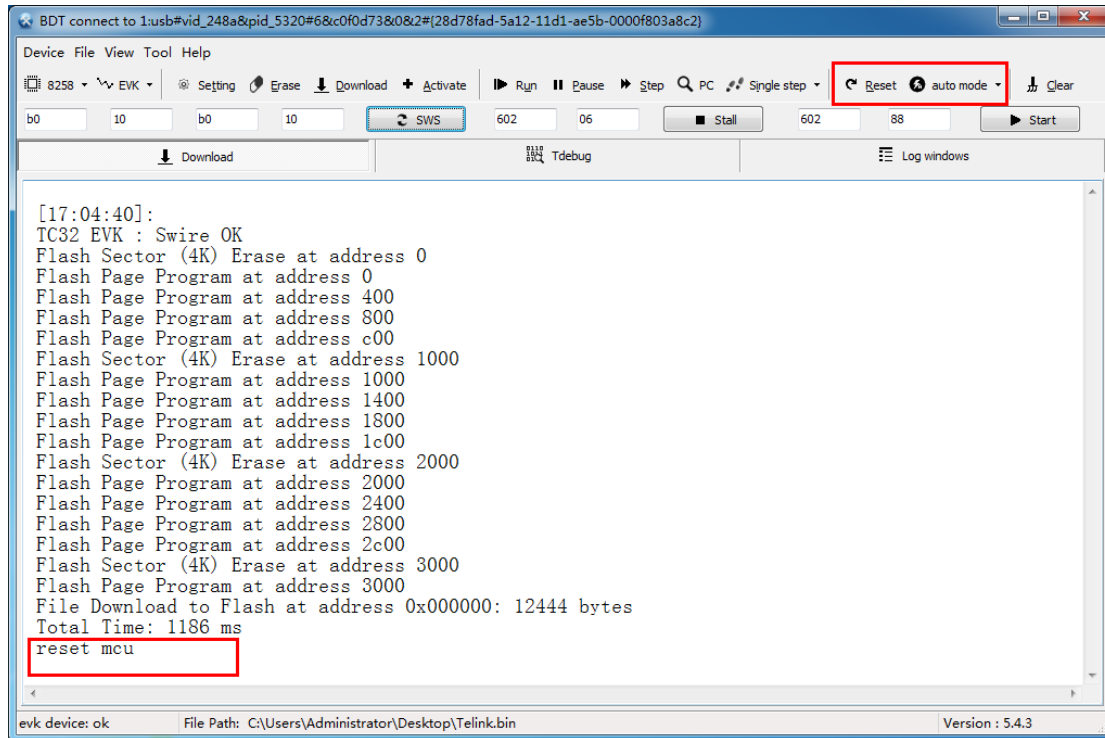 BDT connect to 1:usb#vid_248a&pid_5320#6&c0f0d73&0&2#{28d78fad-5a12-11d1-ae5b-0000f803a8c2}
Device File View Tool Help
8258 EVK Setting Erase Download Activate Run Pause Step PC Single step Reset auto mode Clear
b0 10 b0 10 SWS 602 06 Stall 602 88 Start
Download Tdebug Log windows
[17:04:40]:
TC32 EVK : Swire OK
Flash Sector (4K) Erase at address 0
Flash Page Program at address 0
Flash Page Program at address 400
Flash Page Program at address 800
Flash Page Program at address c00
Flash Sector (4K) Erase at address 1000
Flash Page Program at address 1000
Flash Page Program at address 1400
Flash Page Program at address 1800
Flash Page Program at address 1c00
Flash Sector (4K) Erase at address 2000
Flash Page Program at address 2000
Flash Page Program at address 2400
Flash Page Program at address 2800
Flash Page Program at address 2c00
Flash Sector (4K) Erase at address 3000
Flash Page Program at address 3000
File Download to Flash at address 0x000000: 12444 bytes
Total Time: 1186 ms
reset mcu
evk device: ok File Path: C:\Users\Administrator\Desktop\Telink.bin Version : 5.4.3